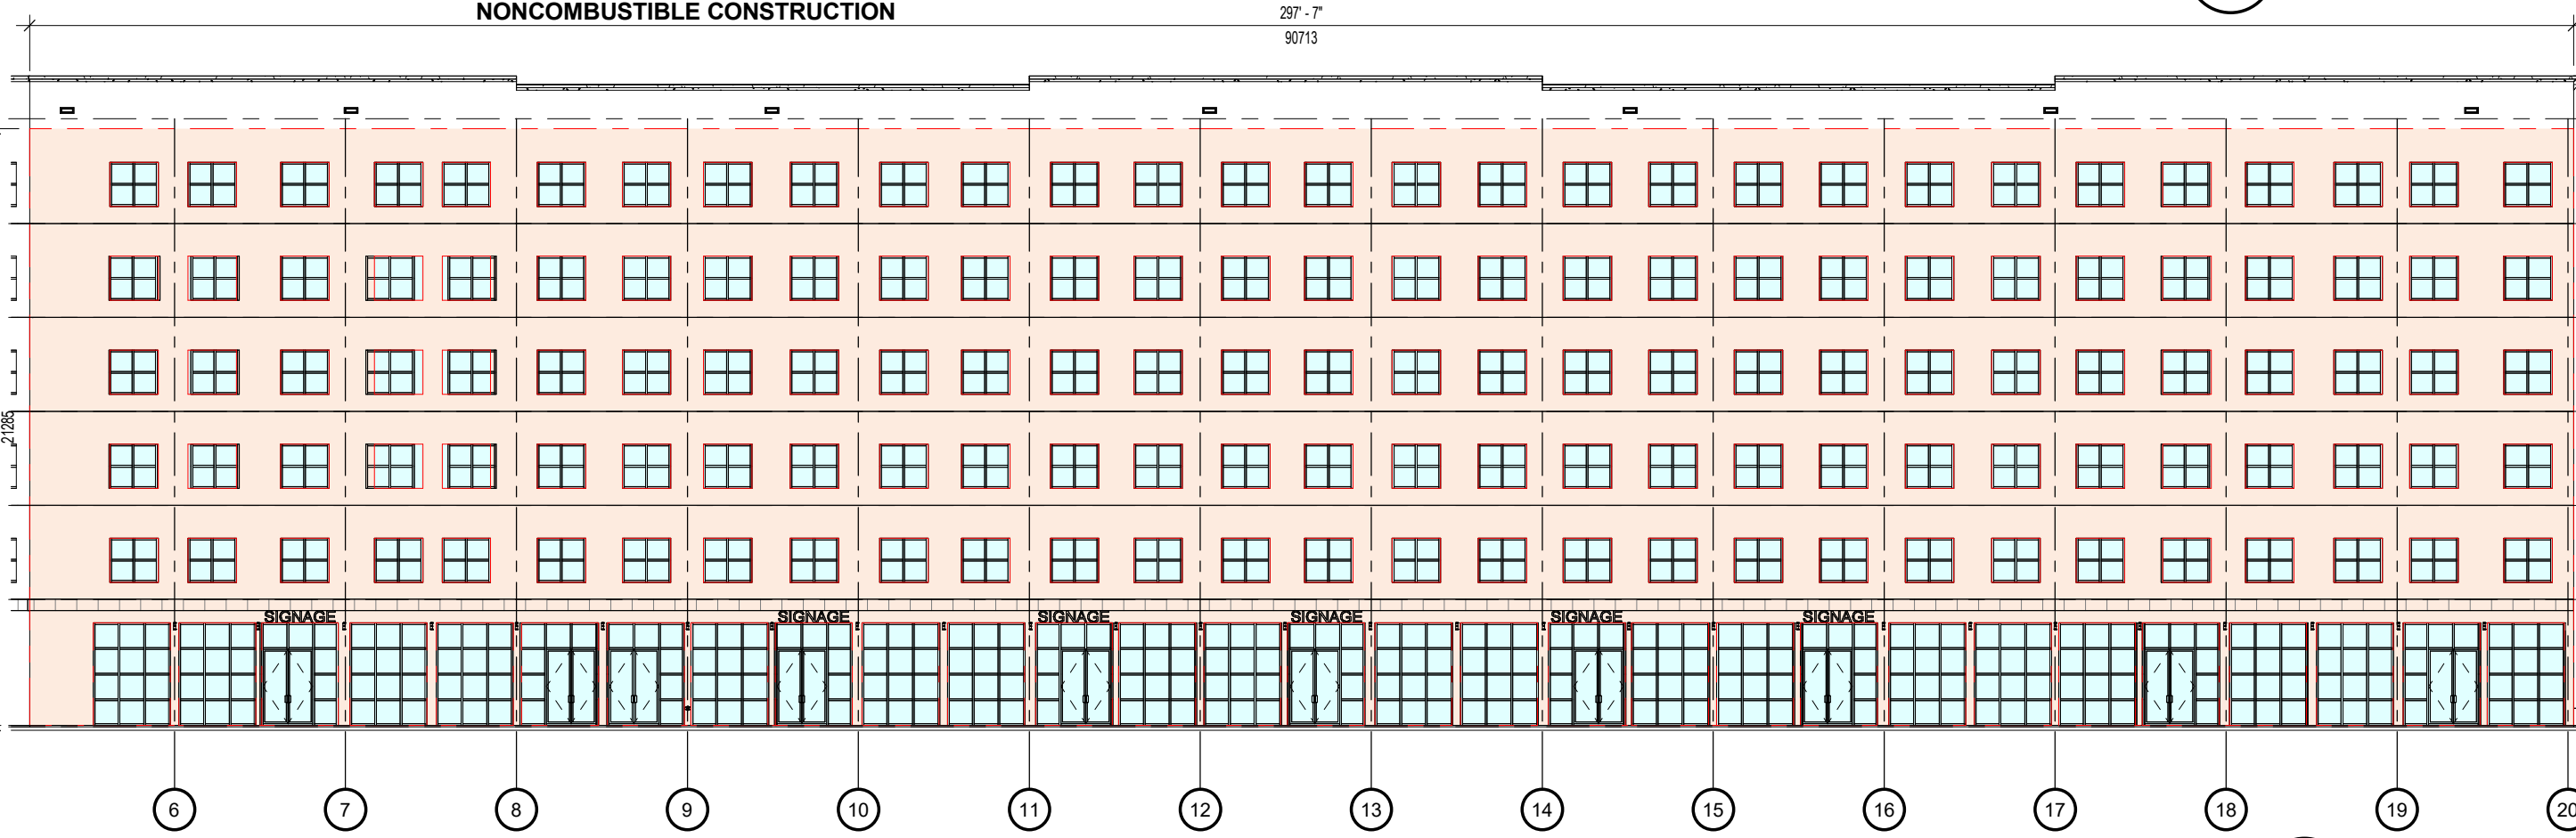 NONCOMBUSTIBLE CONSTRUCTION
297' - 7"
90713
21285
SIGNAGE SIGNAGE SIGNAGE SIGNAGE SIGNAGE SIGNAGE
6 7 8 9 10 11 12 13 14 15 16 17 18 19 20